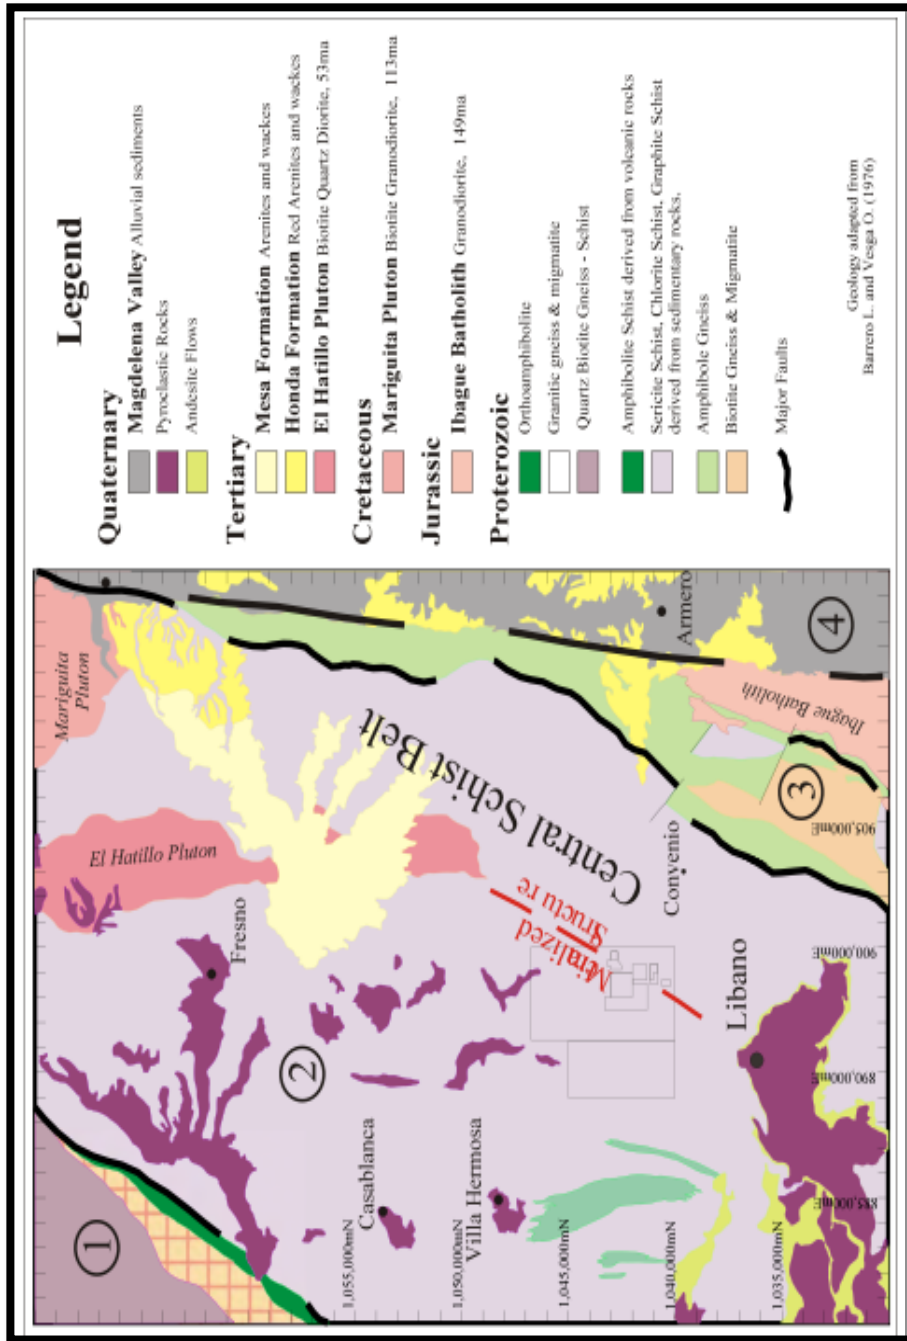 Legend
Quaternary
Magdelena Valley Alluvial sediments
Pyroclastic Rocks
Andesite Flows
Tertiary
Mesa Formation Arenites and wackes
Honda Formation Red Arenites and wackes
El Hatillo Pluton Biotite Quartz Diorite, 53ma
Cretaceous
Mariguita Pluton Biotite Granodiorite, 113ma
Jurassic
Ibague Batholith Granodiorite, 149ma
Proterozoic
Orthoamphibolite
Granitic gneiss & migmatite
Quartz Biotite Gneiss - Schist
Amphibolite Schist derived from volcanic rocks
Sericite Schist, Chlorite Schist, Graphite Schist
derived from sedimentary rocks.
Amphibole Gneiss
Biotite Gneiss & Migmatite
Major Faults
Geology adapted from
Barrero L. and Vesga O. (1976)
Mariguita
Pluton
El Hatillo Pluton
Fresno
1
2
Casablanca
Villa Hermosa
Central Schist Belt
Sructu re
Convenio
Libano
Armero
Ibague Batholith
3
4
1,055,000mN
1,050,000mN
1,045,000mN
1,040,000mN
1,035,000mN
885,000mE
890,000mE
900,000mE
905,000mE